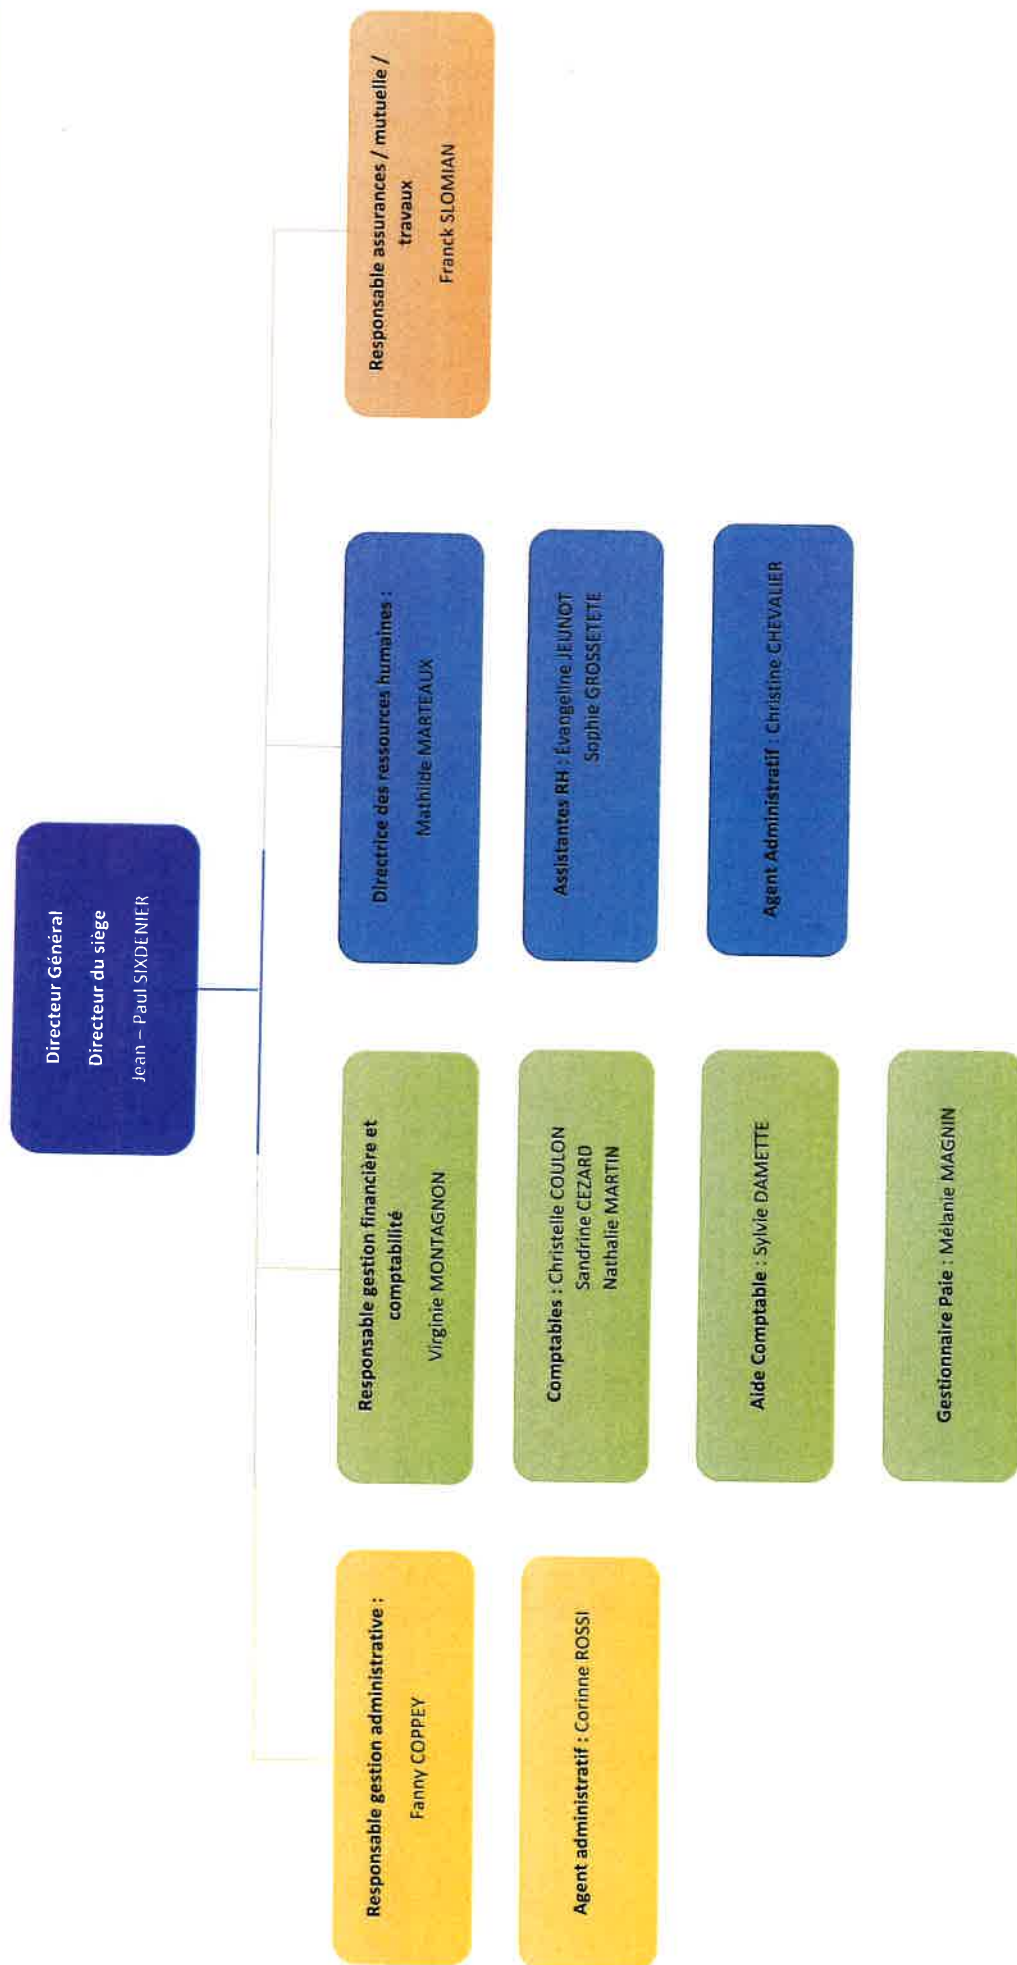 Directeur Général
Directeur du siège
Jean – Paul SIXDENIER
Responsable gestion administrative :
Fanny COPPEY
Agent administratif : Corinne ROSSI
Responsable gestion financière et
comptabilité
Virginie MONTAGNON
Comptables : Christelle COULON
Sandrine CEZARD
Nathalie MARTIN
Aide Comptable : Sylvie DAMETTE
Gestionnaire Paie : Mélanie MAGNIN
Directrice des ressources humaines :
Mathilde MARTEAUX
Assistantes RH : Evangeline JEUNOT
Sophie GROSSETETE
Agent Administratif : Christine CHEVALIER
Responsable assurances / mutuelle /
travaux
Franck SLOMIAN